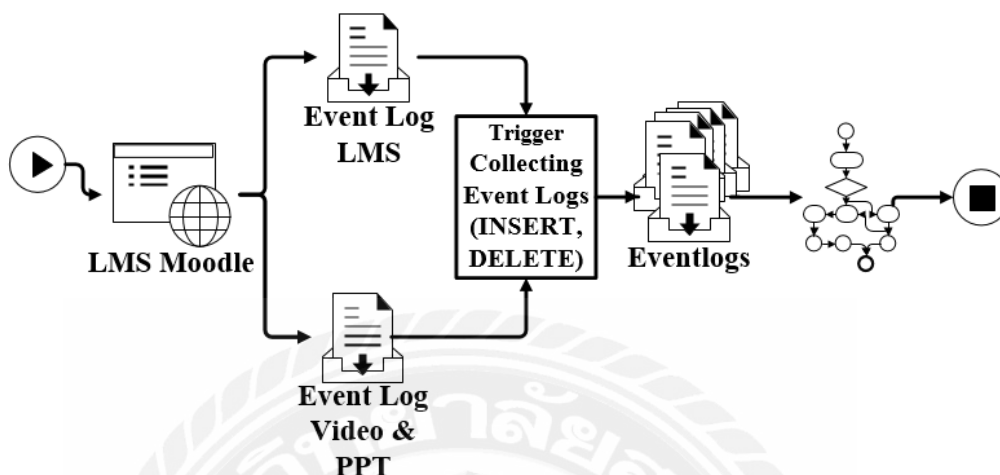 Event Log
LMS
LMS Moodle
Trigger
Collecting
Event Logs
(INSERT,
DELETE)
Eventlogs
Event Log
Video &
PPT